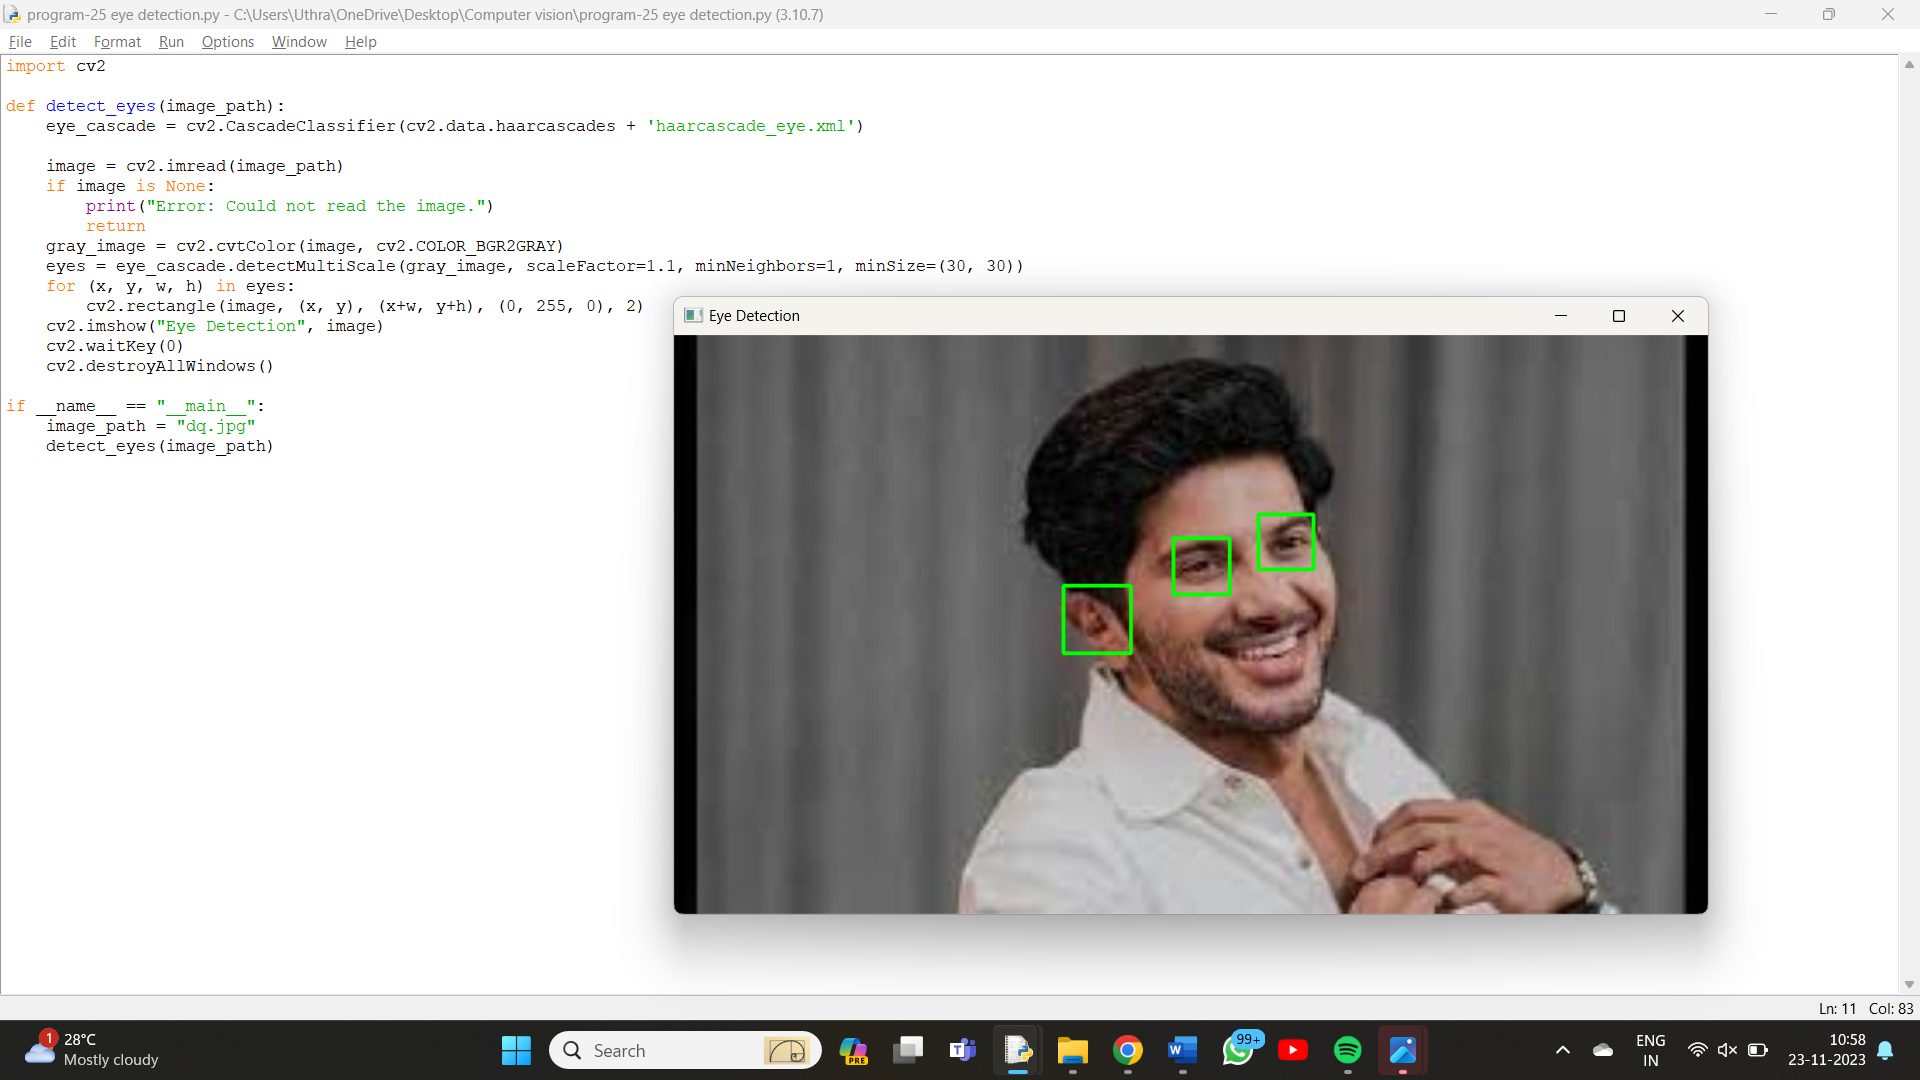 program-25 eye detection.py - C:\Users\Uthra\OneDrive\Desktop\Computer vision\program-25 eye detection.py (3.10.7)
File Edit Format Run Options Window Help
import cv2
def detect_eyes(image_path):
    eye_cascade = cv2.CascadeClassifier(cv2.data.haarcascades + 'haarcascade_eye.xml')
    image = cv2.imread(image_path)
    if image is None:
        print("Error: Could not read the image.")
        return
    gray_image = cv2.cvtColor(image, cv2.COLOR_BGR2GRAY)
    eyes = eye_cascade.detectMultiScale(gray_image, scaleFactor=1.1, minNeighbors=1, minSize=(30, 30))
    for (x, y, w, h) in eyes:
        cv2.rectangle(image, (x, y), (x+w, y+h), (0, 255, 0), 2)
    cv2.imshow("Eye Detection", image)
    cv2.waitKey(0)
    cv2.destroyAllWindows()
if __name__ == "__main__":
    image_path = "dq.jpg"
    detect_eyes(image_path)
Eye Detection
Ln: 11 Col: 83
1
28°C
Mostly cloudy
Search
PRE
T
W
99+
ENG
IN
10:58
23-11-2023